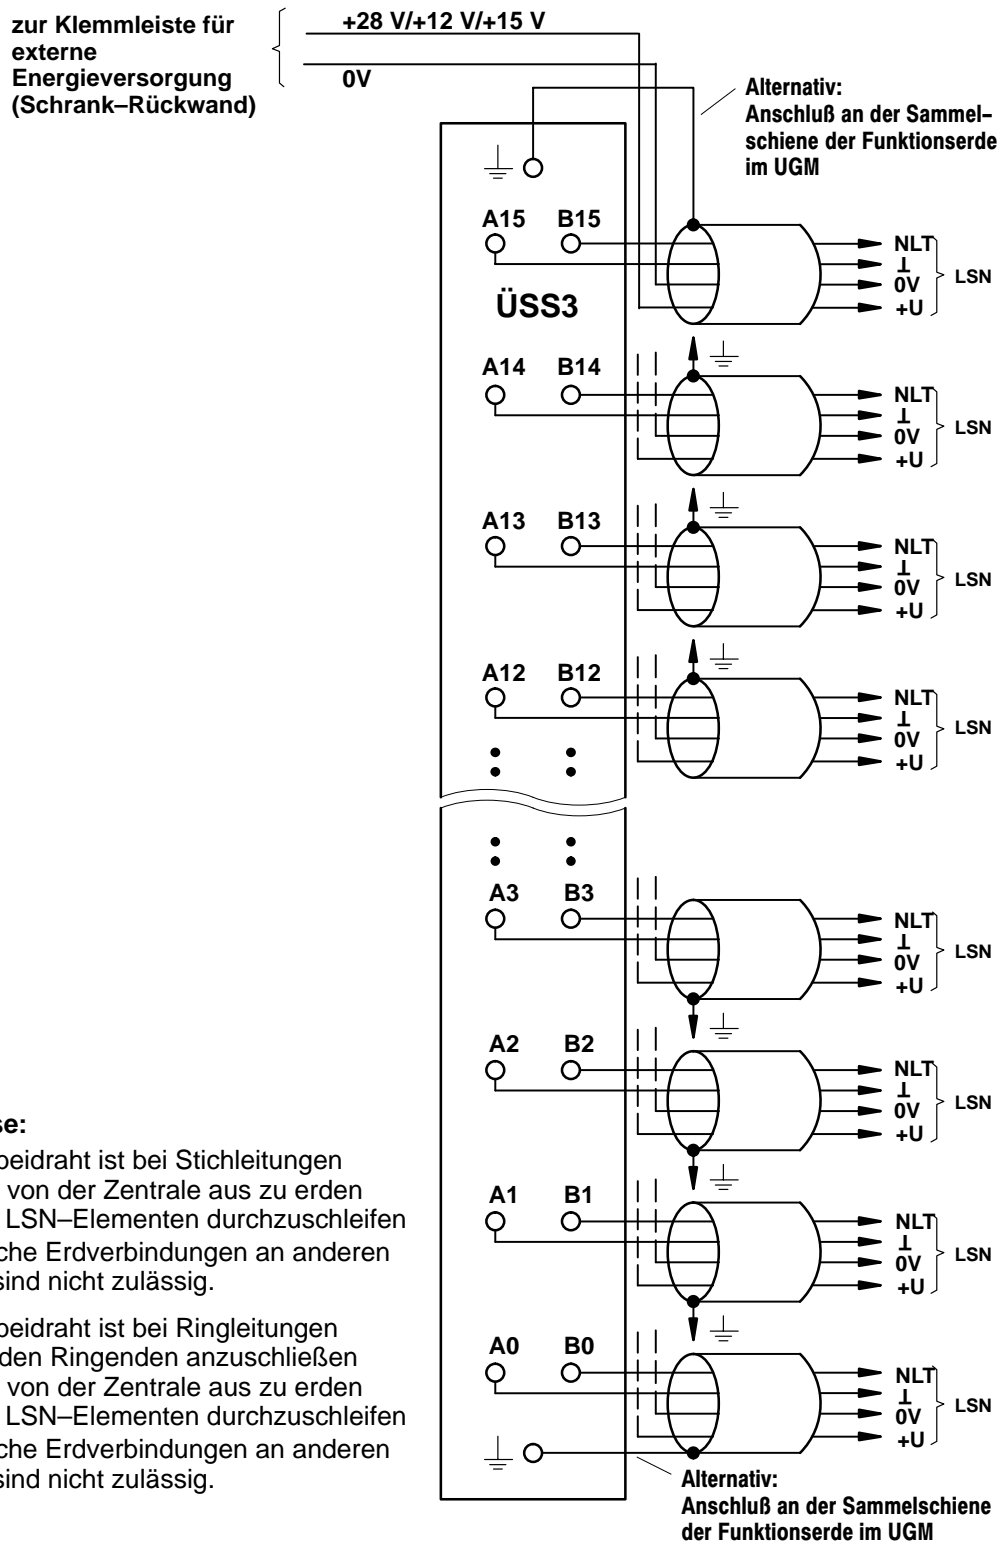 zur Klemmleiste für
externe
Energieversorgung
(Schrank–Rückwand)
+28 V/+12 V/+15 V
0V
Alternativ:
Anschluß an der Sammel–
schiene der Funktionserde
im UGM
A15 B15
NLT
⊥
0V
+U
LSN
ÜSS3
A14 B14
NLT
⊥
0V
+U
LSN
A13 B13
NLT
⊥
0V
+U
LSN
A12 B12
NLT
⊥
0V
+U
LSN
A3 B3
NLT
⊥
0V
+U
LSN
A2 B2
NLT
⊥
0V
+U
LSN
A1 B1
NLT
⊥
0V
+U
LSN
A0 B0
NLT
⊥
0V
+U
LSN
se:
beidraht ist bei Stichleitungen
von der Zentrale aus zu erden
LSN–Elementen durchzuschleifen
che Erdverbindungen an anderen
sind nicht zulässig.
beidraht ist bei Ringleitungen
den Ringenden anzuschließen
von der Zentrale aus zu erden
LSN–Elementen durchzuschleifen
che Erdverbindungen an anderen
sind nicht zulässig.
Alternativ:
Anschluß an der Sammelschiene
der Funktionserde im UGM